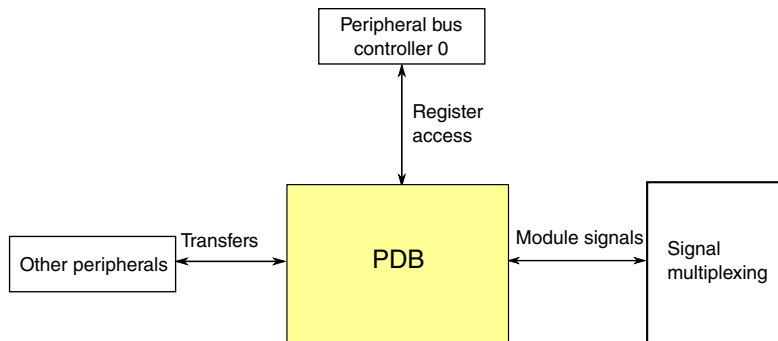 Peripheral bus
controller 0
Register
access
Transfers
Other peripherals
PDB
Module signals
Signal
multiplexing